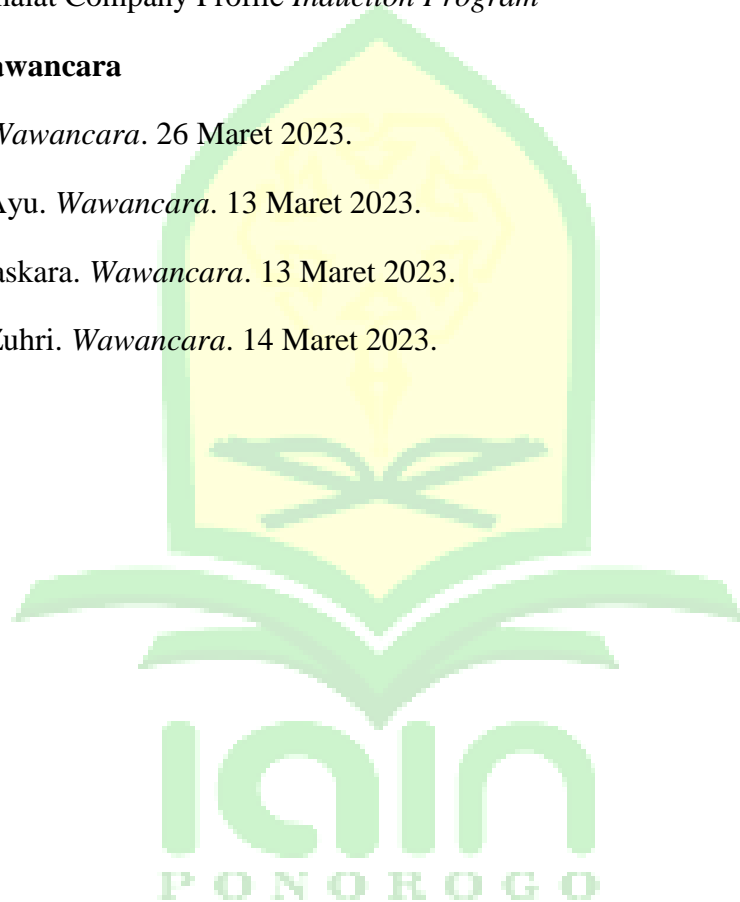 Company Profile Induction Program
Wawancara. 26 Maret 2023.
Ayu. Wawancara. 13 Maret 2023.
askara. Wawancara. 13 Maret 2023.
Zuhri. Wawancara. 14 Maret 2023.
iain
PONOROGO